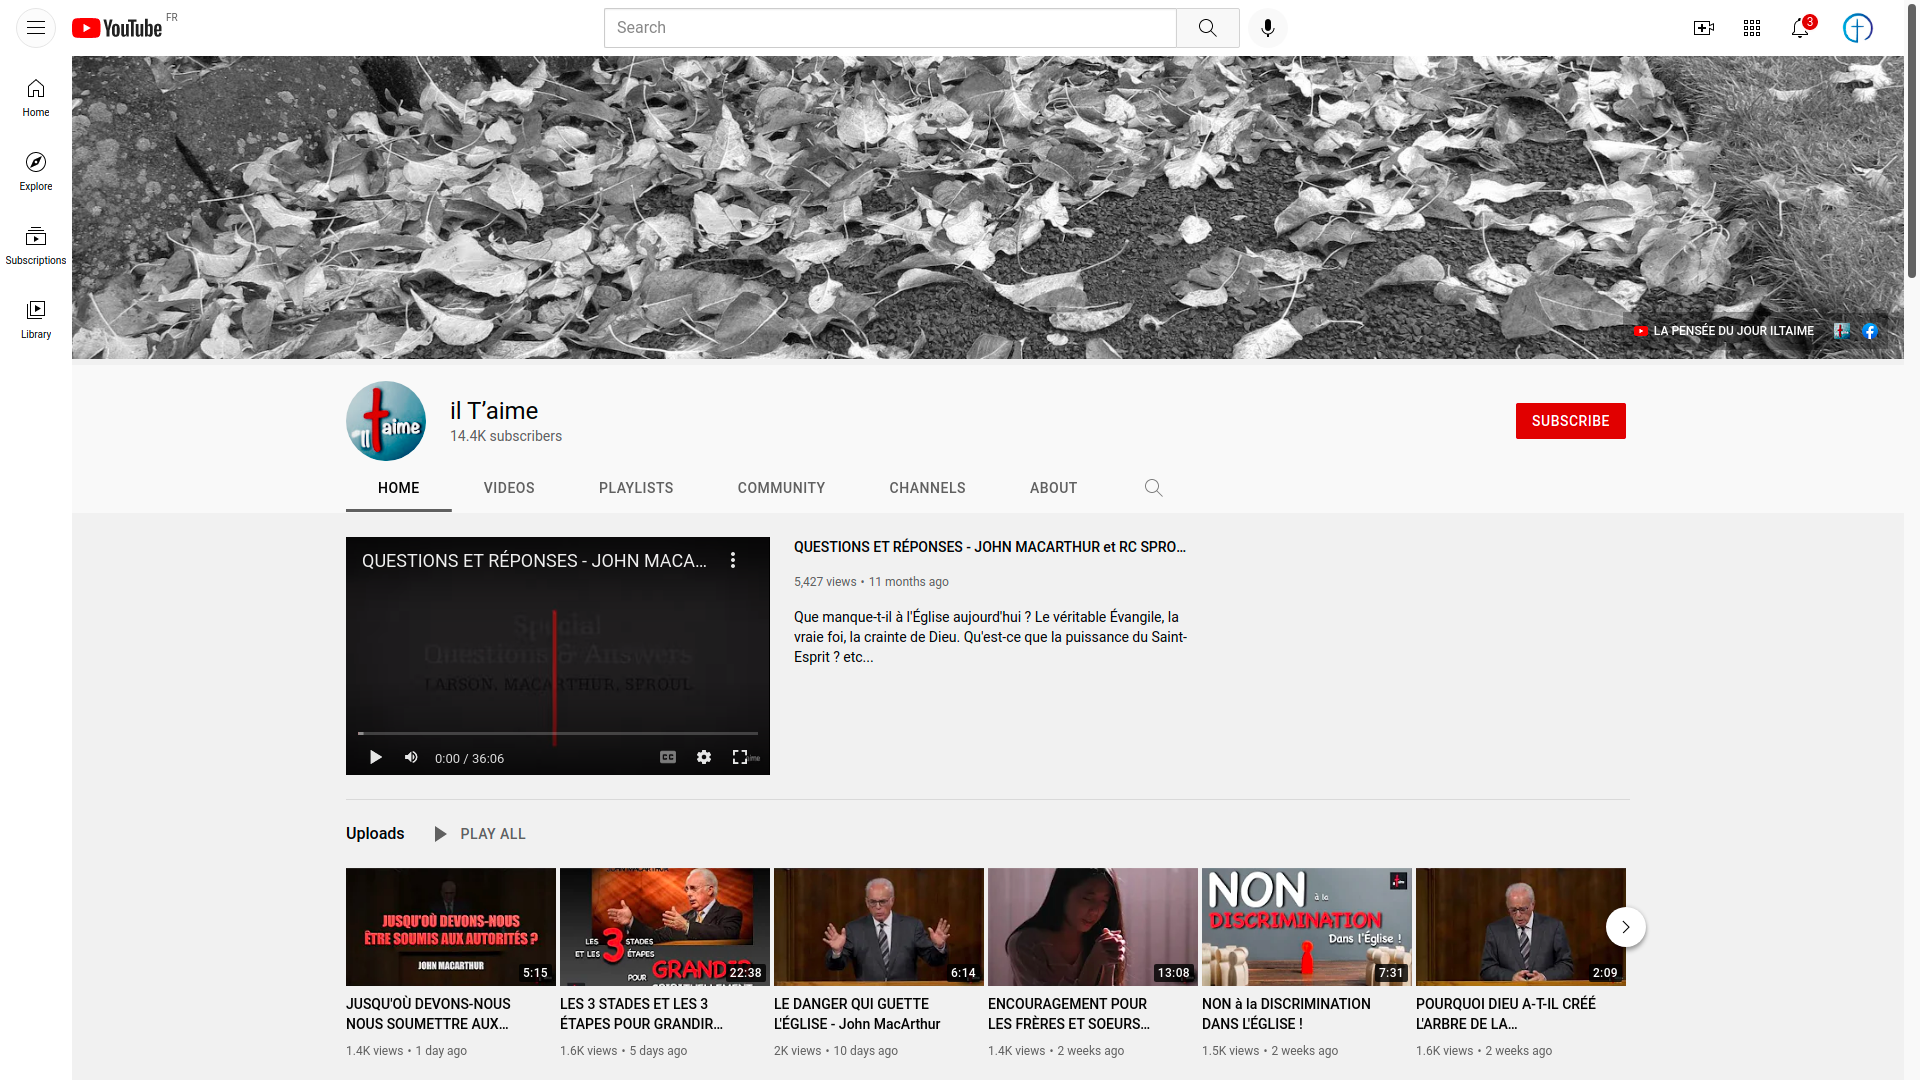 YouTube FR
Search
3
Home
Explore
Subscriptions
Library
LA PENSÉE DU JOUR ILTAIME
il T’aime
14.4K subscribers
SUBSCRIBE
HOME VIDEOS PLAYLISTS COMMUNITY CHANNELS ABOUT
QUESTIONS ET RÉPONSES - JOHN MACA...
Special
Questions & Answers
LARSON, MACARTHUR, SPROUL
0:00 / 36:06
QUESTIONS ET RÉPONSES - JOHN MACARTHUR et RC SPRO...
5,427 views • 11 months ago
Que manque-t-il à l'Église aujourd'hui ? Le véritable Évangile, la
vraie foi, la crainte de Dieu. Qu'est-ce que la puissance du Saint-
Esprit ? etc...
Uploads PLAY ALL
JUSQU'OÙ DEVONS-NOUS
ÊTRE SOUMIS AUX AUTORITÉS ?
JOHN MACARTHUR
5:15
JUSQU'OÙ DEVONS-NOUS
NOUS SOUMETTRE AUX...
1.4K views • 1 day ago
LES 3 STADES
ET LES ÉTAPES
POUR GRANDIR
22:38
LES 3 STADES ET LES 3
ÉTAPES POUR GRANDIR...
1.6K views • 5 days ago
6:14
LE DANGER QUI GUETTE
L'ÉGLISE - John MacArthur
2K views • 10 days ago
13:08
ENCOURAGEMENT POUR
LES FRÈRES ET SOEURS...
1.4K views • 2 weeks ago
NON à la
DISCRIMINATION
Dans l'Église !
7:31
NON à la DISCRIMINATION
DANS L'ÉGLISE !
1.5K views • 2 weeks ago
2:09
POURQUOI DIEU A-T-IL CRÉÉ
L'ARBRE DE LA...
1.6K views • 2 weeks ago